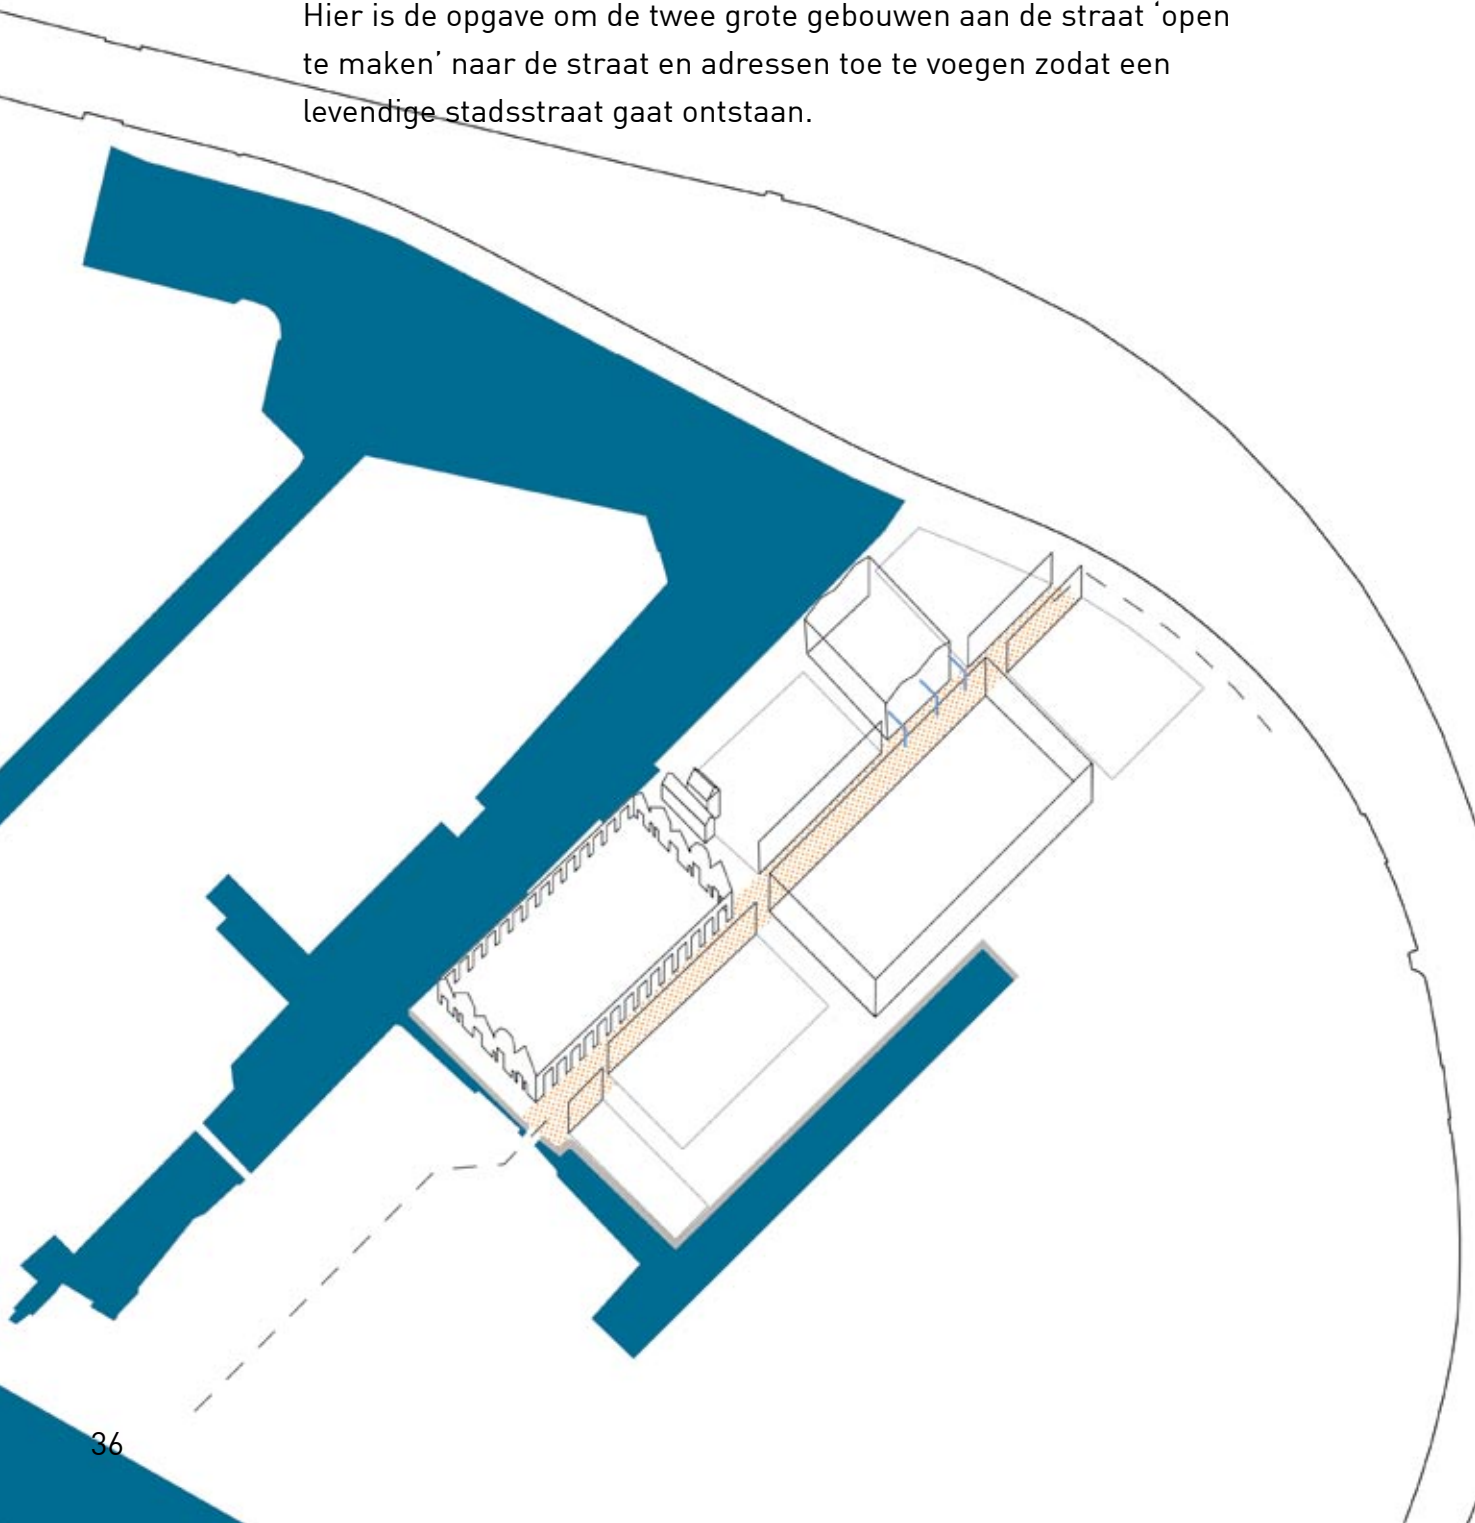 Hier is de opgave om de twee grote gebouwen aan de straat ‘open
te maken’ naar de straat en adressen toe te voegen zodat een
levendige stadsstraat gaat ontstaan.
36